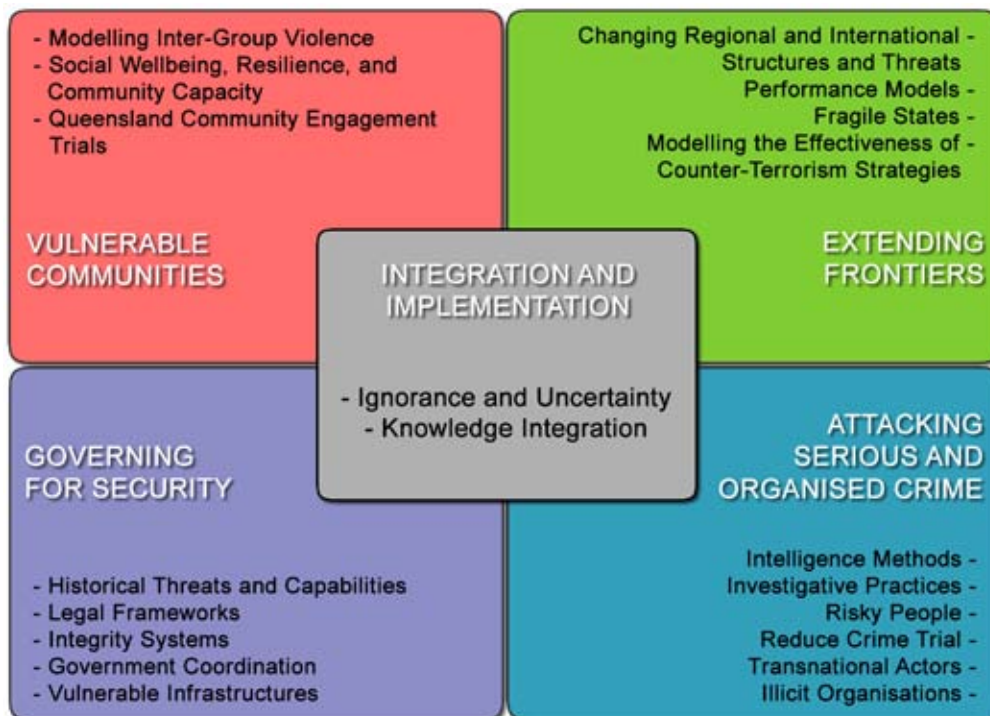 - Modelling Inter-Group Violence
- Social Wellbeing, Resilience, and
Community Capacity
- Queensland Community Engagement
Trials
VULNERABLE
COMMUNITIES
Changing Regional and International -
Structures and Threats
Performance Models -
Fragile States -
Modelling the Effectiveness of -
Counter-Terrorism Strategies
EXTENDING
FRONTIERS
INTEGRATION AND
IMPLEMENTATION
- Ignorance and Uncertainty
- Knowledge Integration
GOVERNING
FOR SECURITY
- Historical Threats and Capabilities
- Legal Frameworks
- Integrity Systems
- Government Coordination
- Vulnerable Infrastructures
ATTACKING
SERIOUS AND
ORGANISED CRIME
Intelligence Methods -
Investigative Practices -
Risky People -
Reduce Crime Trial -
Transnational Actors -
Illicit Organisations -